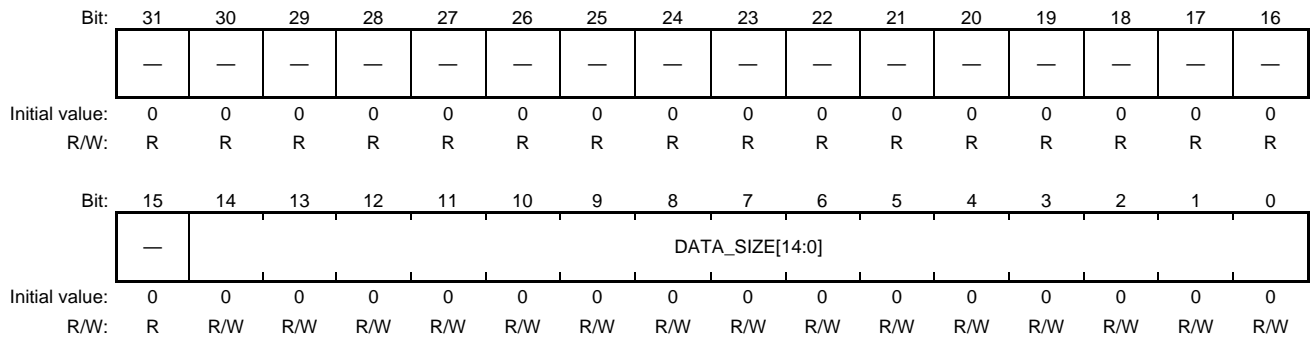 Bit: 31 30 29 28 27 26 25 24 23 22 21 20 19 18 17 16
— — — — — — — — — — — — — — — —
Initial value: 0 0 0 0 0 0 0 0 0 0 0 0 0 0 0 0
R/W: R R R R R R R R R R R R R R R R
Bit: 15 14 13 12 11 10 9 8 7 6 5 4 3 2 1 0
— DATA_SIZE[14:0]
Initial value: 0 0 0 0 0 0 0 0 0 0 0 0 0 0 0 0
R/W: R R/W R/W R/W R/W R/W R/W R/W R/W R/W R/W R/W R/W R/W R/W R/W